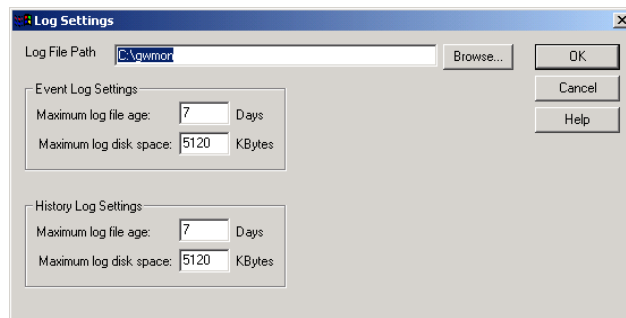 Log Settings
Log File Path C:\gwmon Browse... OK
Cancel
Help
Event Log Settings
Maximum log file age: 7 Days
Maximum log disk space: 5120 KBytes
History Log Settings
Maximum log file age: 7 Days
Maximum log disk space: 5120 KBytes